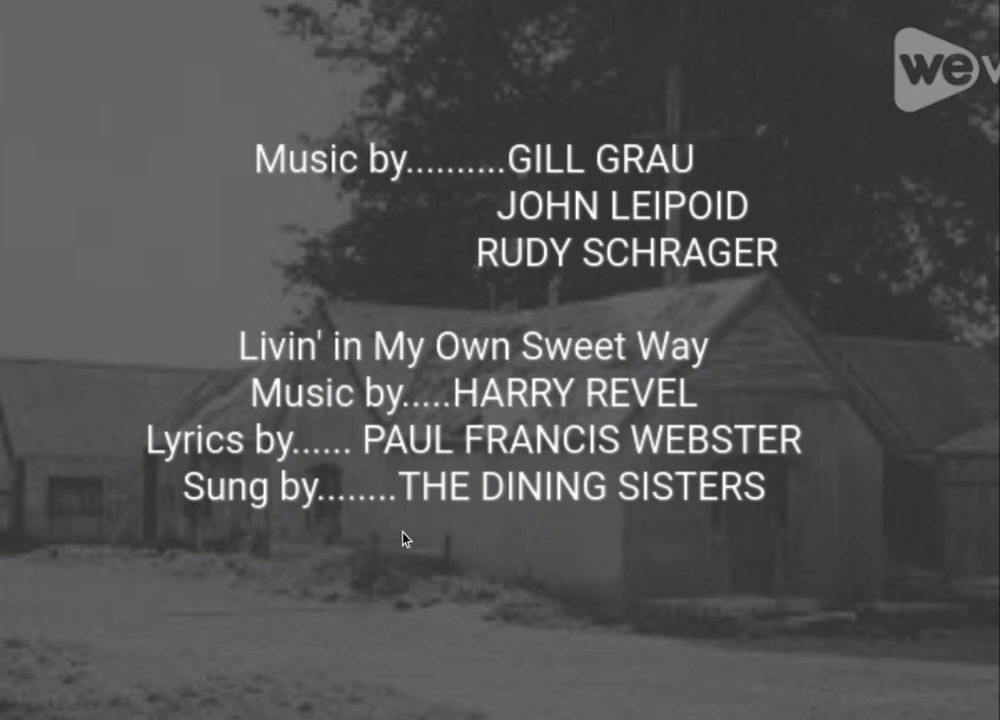 wev
Music by..........GILL GRAU
JOHN LEIPOID
RUDY SCHRAGER
Livin' in My Own Sweet Way
Music by.....HARRY REVEL
Lyrics by...... PAUL FRANCIS WEBSTER
Sung by........THE DINING SISTERS